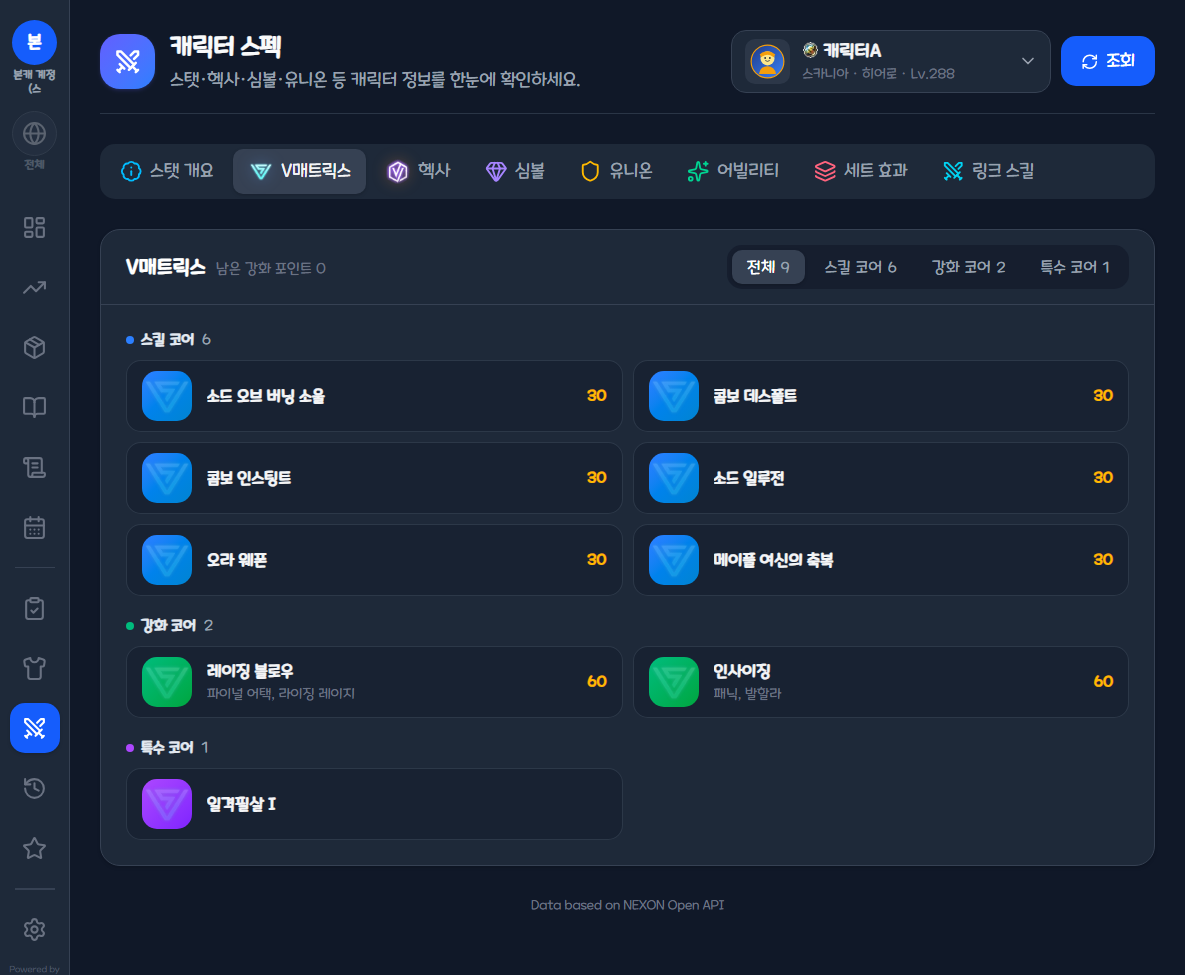 본
본캐 계정
(스
전체
Powered by
캐릭터 스펙
스탯·헥사·심볼·유니온 등 캐릭터 정보를 한눈에 확인하세요.
캐릭터A
스카니아 · 히어로 · Lv.288
조회
스탯 개요
V매트릭스
헥사
심볼
유니온
어빌리티
세트 효과
링크 스킬
V매트릭스 남은 강화 포인트 0
전체 9
스킬 코어 6
강화 코어 2
특수 코어 1
스킬 코어 6
소드 오브 버닝 소울 30
콤보 데스폴트 30
콤보 인스팅트 30
소드 일루전 30
오라 웨폰 30
메이플 여신의 축복 30
강화 코어 2
레이징 블로우
파이널 어택, 라이징 레이지
60
인사이징
패닉, 발할라
60
특수 코어 1
일격필살 I
Data based on NEXON Open API